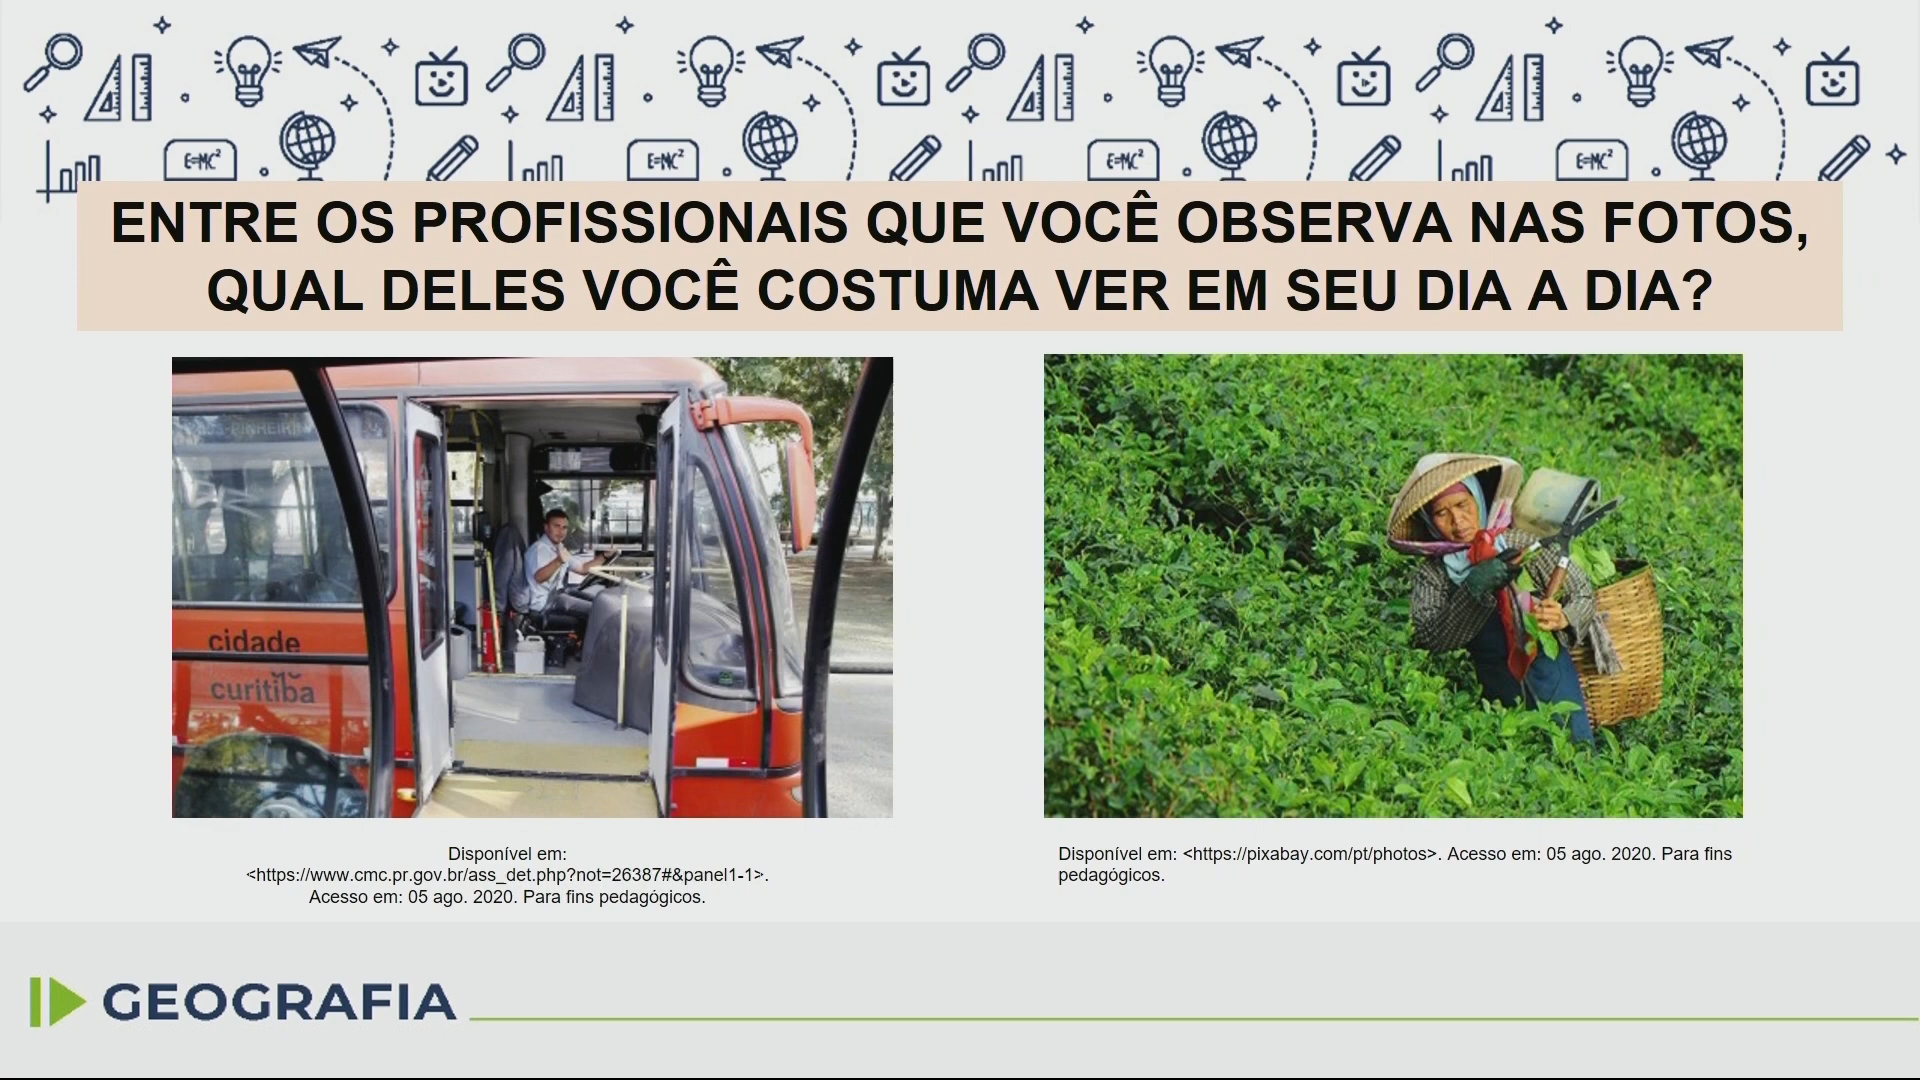 E=MC²
E=MC²
E=MC²
E=MC²
ENTRE OS PROFISSIONAIS QUE VOCÊ OBSERVA NAS FOTOS,
QUAL DELES VOCÊ COSTUMA VER EM SEU DIA A DIA?
cidade
curitiba
Disponível em:
<https://www.cmc.pr.gov.br/ass_det.php?not=26387#&panel1-1>.
Acesso em: 05 ago. 2020. Para fins pedagógicos.
Disponível em: <https://pixabay.com/pt/photos>. Acesso em: 05 ago. 2020. Para fins
pedagógicos.
GEOGRAFIA